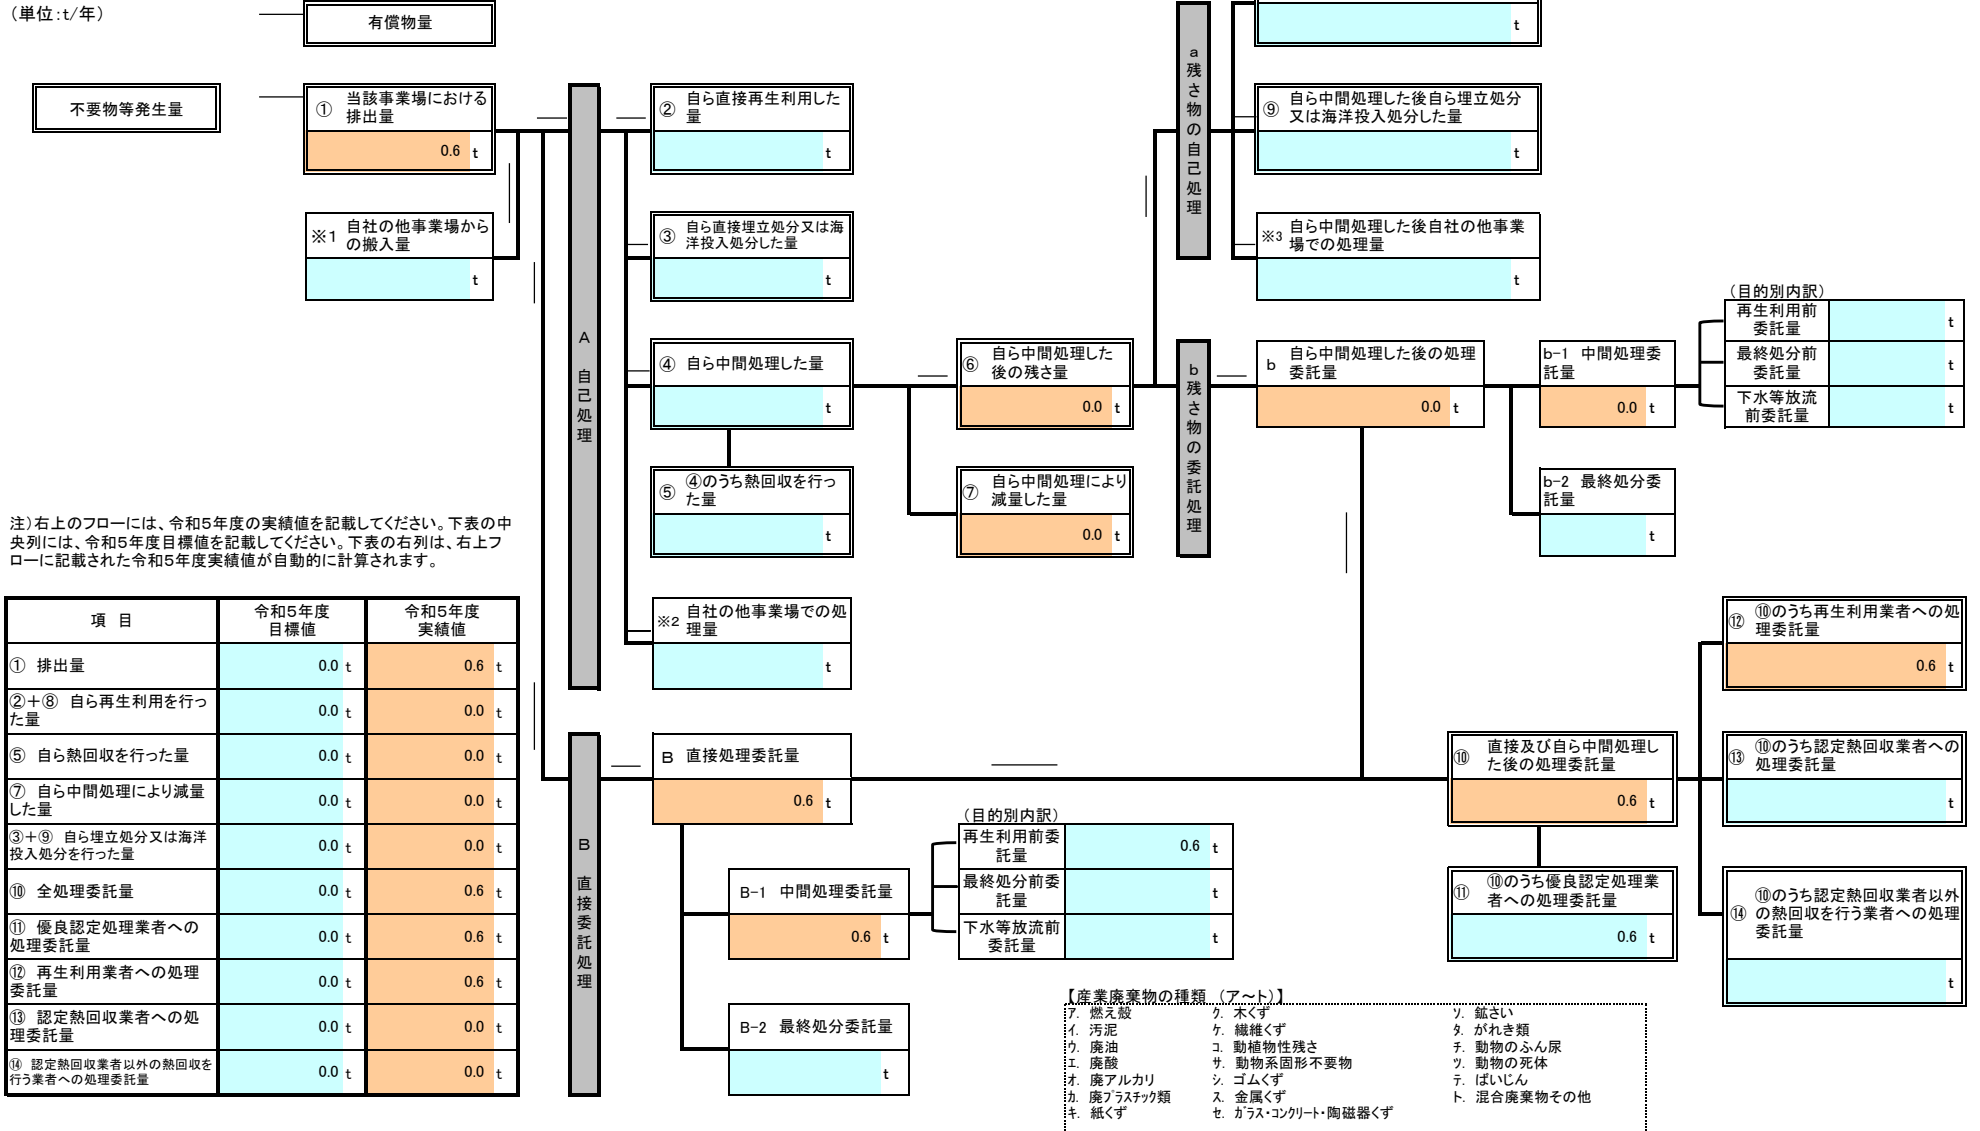 (単位:t/年)
有償物量
t
不要物等発生量
① 当該事業場における
排出量
0.6 t
※1 自社の他事業場から
の搬入量
t
A 自己処理
② 自ら直接再生利用した
量
t
③ 自ら直接埋立処分又は海
洋投入処分した量
t
④ 自ら中間処理した量
t
⑤ ④のうち熱回収を行っ
た量
t
※2 自社の他事業場での処
理量
t
⑥ 自ら中間処理した
後の残さ量
0.0 t
⑦ 自ら中間処理により
減量した量
0.0 t
a 残さ物の自己処理
⑨ 自ら中間処理した後自ら埋立処分
又は海洋投入処分した量
t
※3 自ら中間処理した後自社の他事業
場での処理量
t
b 残さ物の委託処理
b 自ら中間処理した後の処理
委託量
0.0 t
b-1 中間処理委
託量
0.0 t
b-2 最終処分委
託量
t
(目的別内訳)
再生利用前
委託量
t
最終処分前
委託量
t
下水等放流
前委託量
t
注)右上のフローには、令和5年度の実績値を記載してください。下表の中
央列には、令和5年度目標値を記載してください。下表の右列は、右上フ
ローに記載された令和5年度実績値が自動的に計算されます。
項 目
令和5年度
目標値
令和5年度
実績値
① 排出量 0.0 t 0.6 t
②+⑧ 自ら再生利用を行っ
た量 0.0 t 0.0 t
⑤ 自ら熱回収を行った量 0.0 t 0.0 t
⑦ 自ら中間処理により減量
した量 0.0 t 0.0 t
③+⑨ 自ら埋立処分又は海洋
投入処分を行った量 0.0 t 0.0 t
⑩ 全処理委託量 0.0 t 0.6 t
⑪ 優良認定処理業者への
処理委託量 0.0 t 0.6 t
⑫ 再生利用業者への処理
委託量 0.0 t 0.6 t
⑬ 認定熱回収業者への処
理委託量 0.0 t 0.0 t
⑭ 認定熱回収業者以外の熱回収を
行う業者への処理委託量 0.0 t 0.0 t
B 直接委託処理
B 直接処理委託量
0.6 t
B-1 中間処理委託量
0.6 t
B-2 最終処分委託量
t
(目的別内訳)
再生利用前委
託量
0.6 t
最終処分前委
託量
t
下水等放流前
委託量
t
⑩ 直接及び自ら中間処理し
た後の処理委託量
0.6 t
⑪ ⑩のうち優良認定処理業
者への処理委託量
0.6 t
⑫ ⑩のうち再生利用業者への処
理委託量
0.6 t
⑬ ⑩のうち認定熱回収業者への
処理委託量
t
⑭ ⑩のうち認定熱回収業者以外
の熱回収を行う業者への処理
委託量
t
【産業廃棄物の種類 (ア~ト)】
ア. 燃え殻 ク. 木くず ソ. 鉱さい
イ. 汚泥 ケ. 繊維くず タ. がれき類
ウ. 廃油 コ. 動植物性残さ チ. 動物のふん尿
エ. 廃酸 サ. 動物系固形不要物 ツ. 動物の死体
オ. 廃アルカリ シ. ゴムくず テ. ばいじん
カ. 廃プラスチック類 ス. 金属くず ト. 混合廃棄物その他
キ. 紙くず セ. ガラス・コンクリート・陶磁器くず